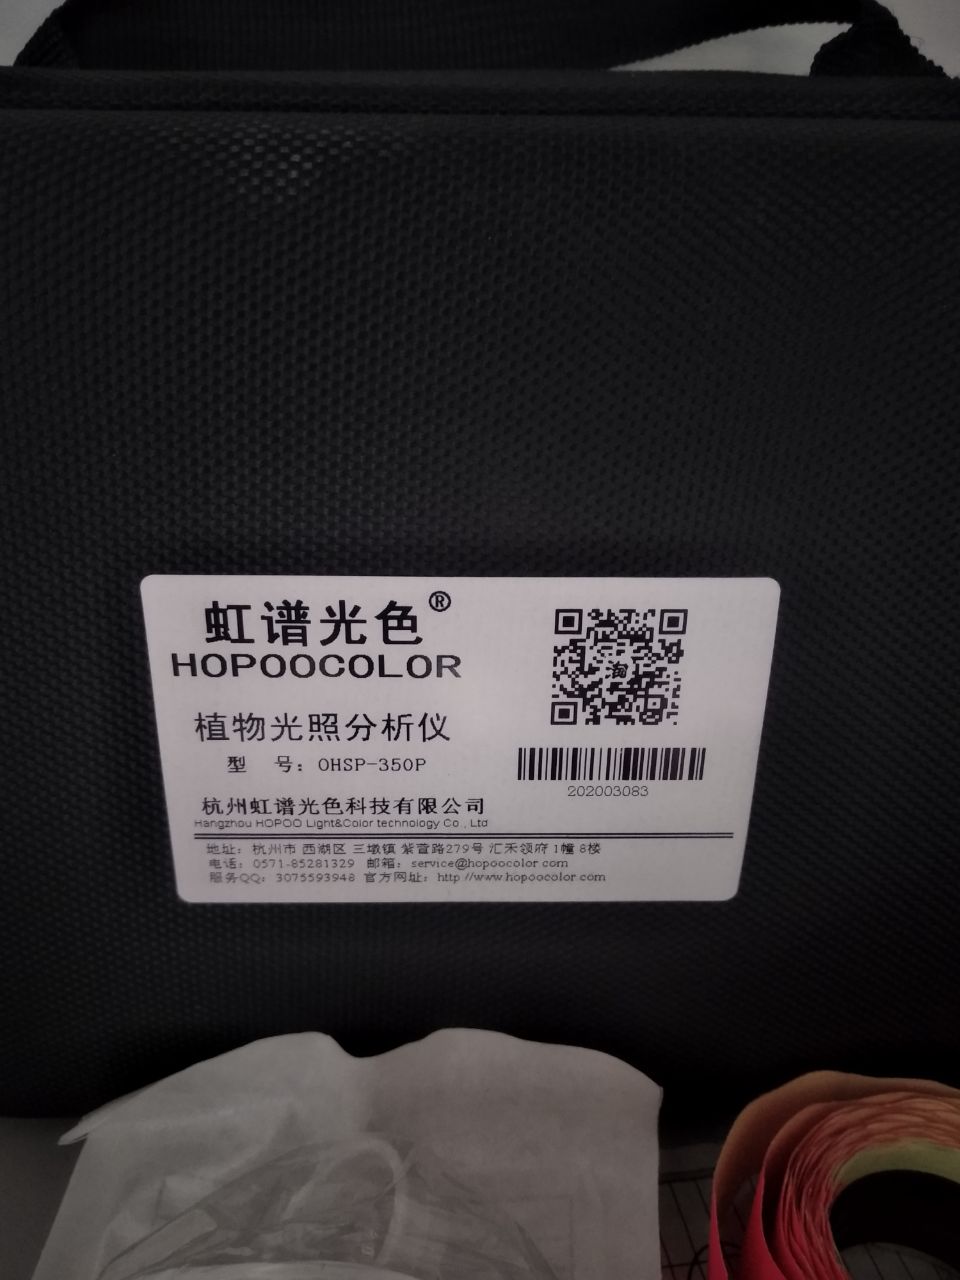 虹谱光色®
HOPOOCOLOR
植物光照分析仪
型 号：OHSP-350P
淘
202003083
杭州虹谱光色科技有限公司
Hangzhou HOPOO Light&Color technology Co., Ltd
地址：杭州市 西湖区 三墩镇 紫萱路279号 汇禾领府 1幢 8楼
电话：0571-85281329 邮箱：service@hopoocolor.com
服务QQ：3075593948 官方网址：http://www.hopoocolor.com